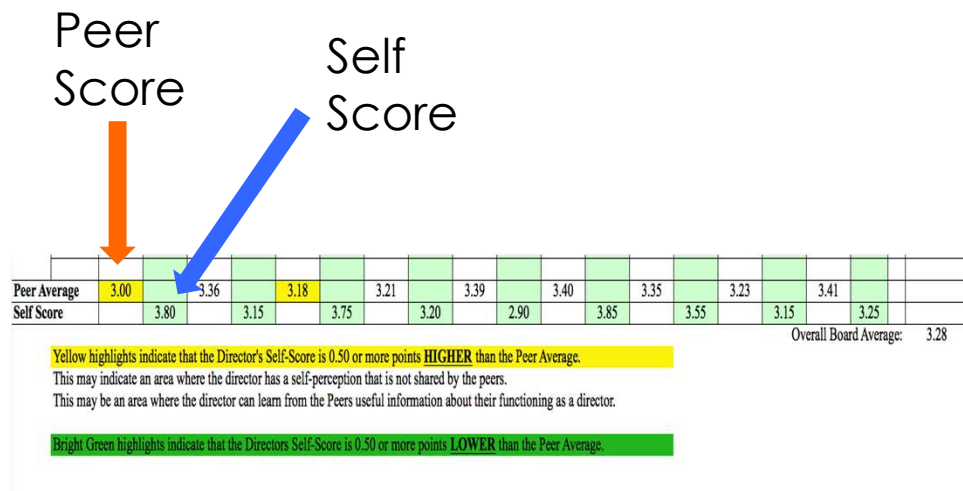 Peer
Score
Self
Score
Peer Average 3.00 3.36 3.18 3.21 3.39 3.40 3.35 3.23 3.41
Self Score 3.80 3.15 3.75 3.20 2.90 3.85 3.55 3.15 3.25
Overall Board Average: 3.28
Yellow highlights indicate that the Director's Self-Score is 0.50 or more points HIGHER than the Peer Average.
This may indicate an area where the director has a self-perception that is not shared by the peers.
This may be an area where the director can learn from the Peers useful information about their functioning as a director.
Bright Green highlights indicate that the Directors Self-Score is 0.50 or more points LOWER than the Peer Average.